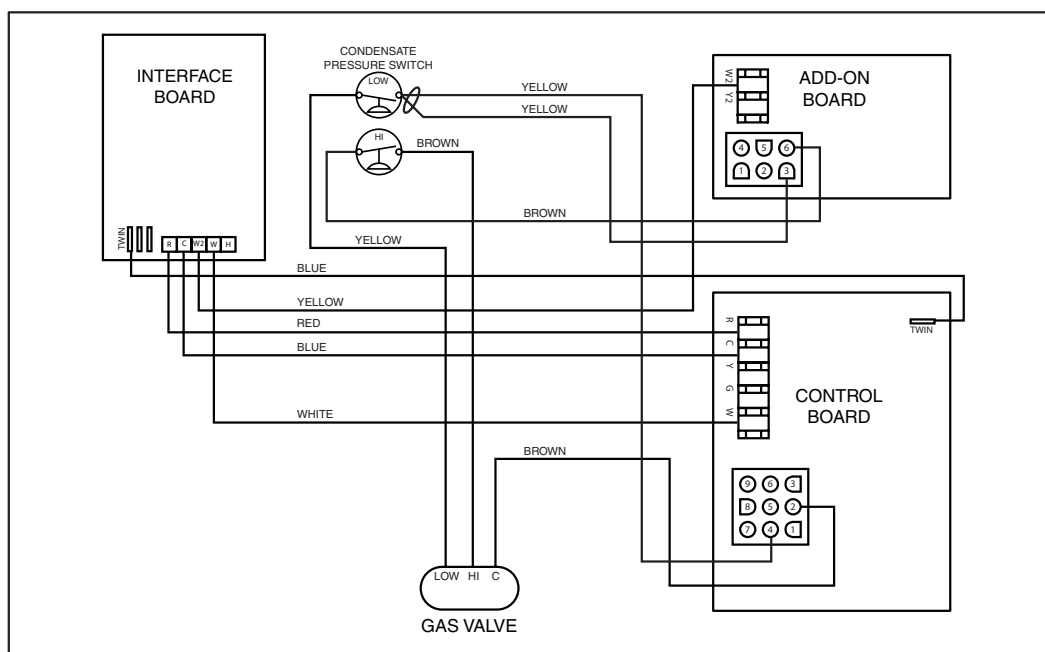 INTERFACE
BOARD
CONDENSATE
PRESSURE SWITCH
LOW
HI
BROWN
YELLOW
YELLOW
BROWN
YELLOW
W2
Y2
ADD-ON
BOARD
4 5 6
1 2 3
TWIN
R C W2 W H
BLUE
YELLOW
RED
BLUE
WHITE
BROWN
TWIN
R
C
Y
G
W
CONTROL
BOARD
9 6 3
8 5 2
7 4 1
LOW HI C
GAS VALVE